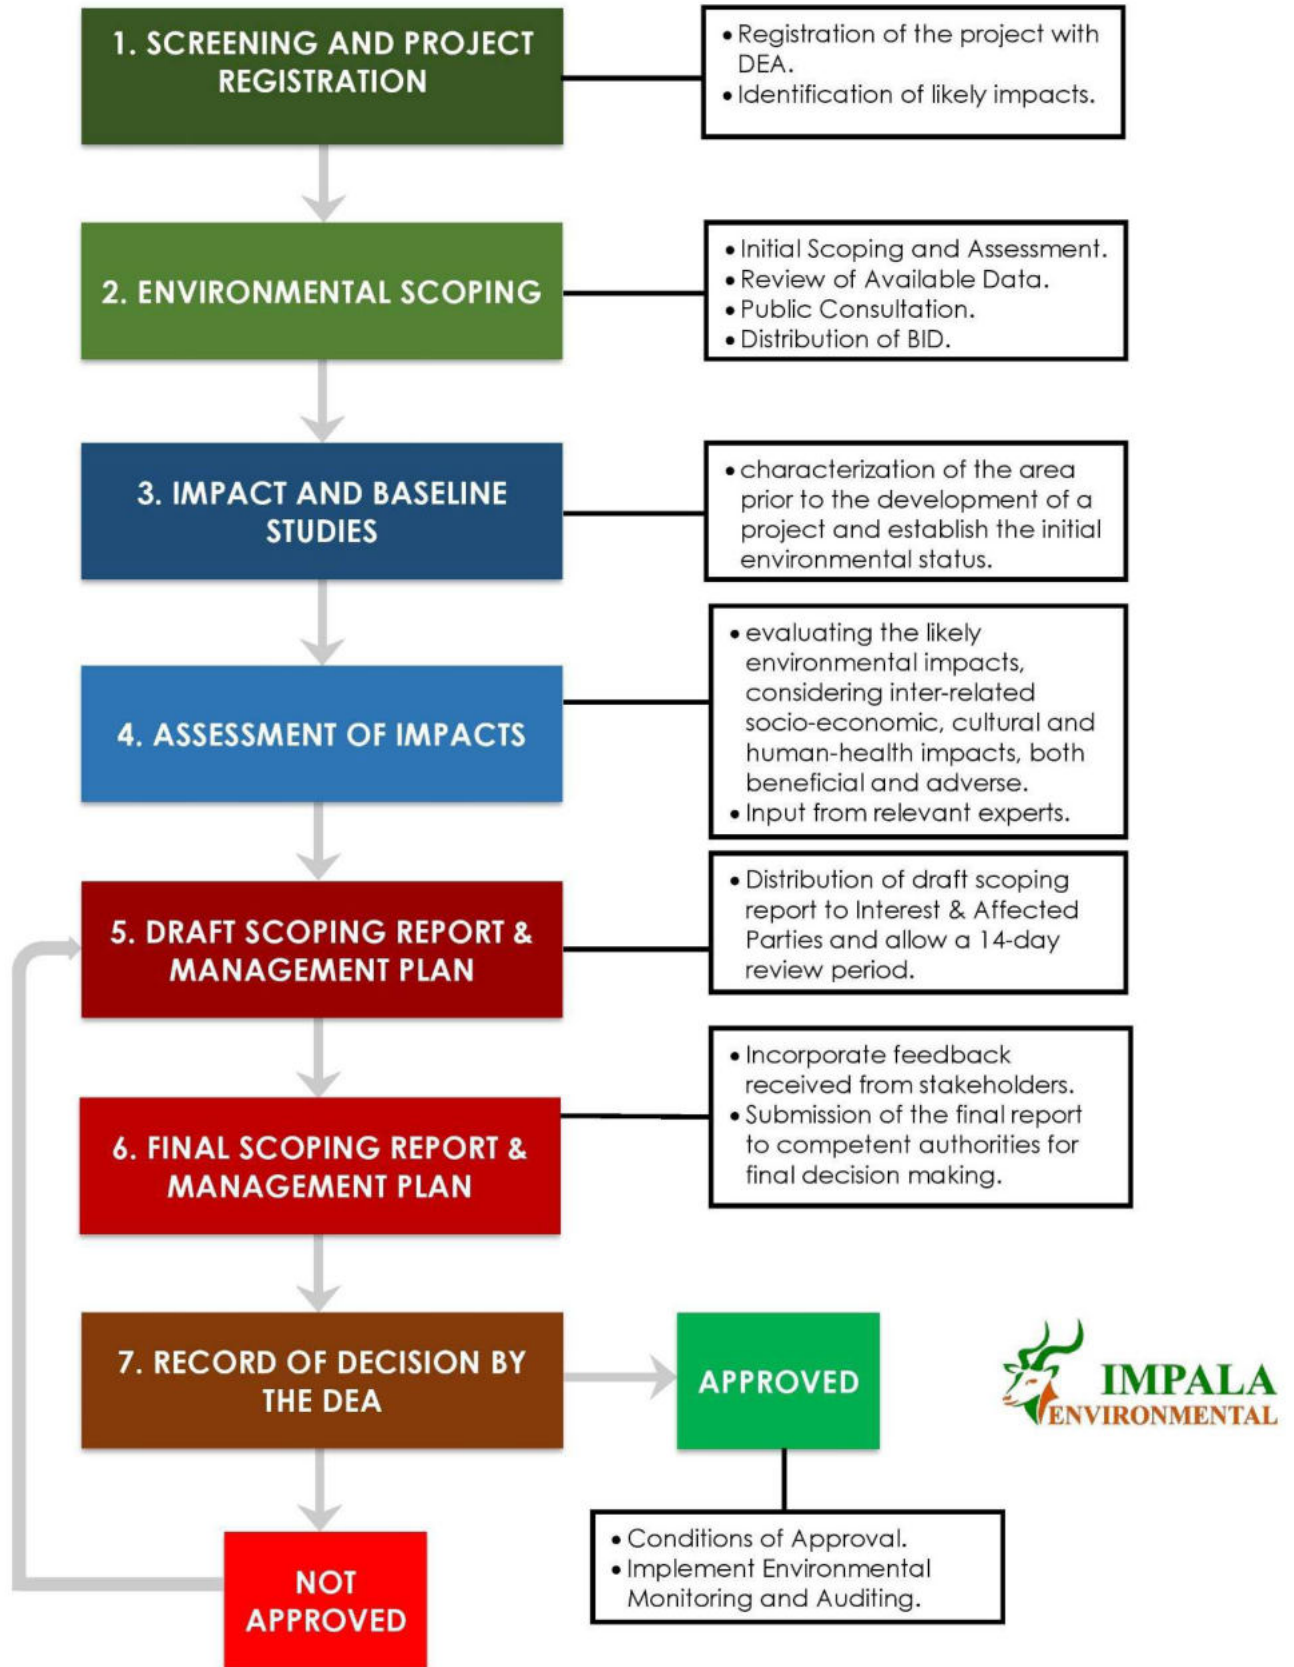 1. SCREENING AND PROJECT
REGISTRATION
• Registration of the project with
DEA.
• Identification of likely impacts.
2. ENVIRONMENTAL SCOPING
• Initial Scoping and Assessment.
• Review of Available Data.
• Public Consultation.
• Distribution of BID.
3. IMPACT AND BASELINE
STUDIES
• characterization of the area
prior to the development of a
project and establish the initial
environmental status.
4. ASSESSMENT OF IMPACTS
• evaluating the likely
environmental impacts,
considering inter-related
socio-economic, cultural and
human-health impacts, both
beneficial and adverse.
• Input from relevant experts.
5. DRAFT SCOPING REPORT &
MANAGEMENT PLAN
• Distribution of draft scoping
report to Interest & Affected
Parties and allow a 14-day
review period.
6. FINAL SCOPING REPORT &
MANAGEMENT PLAN
• Incorporate feedback
received from stakeholders.
• Submission of the final report
to competent authorities for
final decision making.
7. RECORD OF DECISION BY
THE DEA
APPROVED
IMPALA
ENVIRONMENTAL
• Conditions of Approval.
• Implement Environmental
Monitoring and Auditing.
NOT
APPROVED